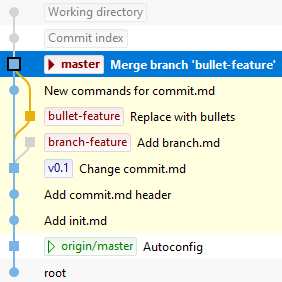 Working directory
Commit index
master Merge branch 'bullet-feature'
New commands for commit.md
bullet-feature Replace with bullets
branch-feature Add branch.md
v0.1 Change commit.md
Add commit.md header
Add init.md
origin/master Autoconfig
root